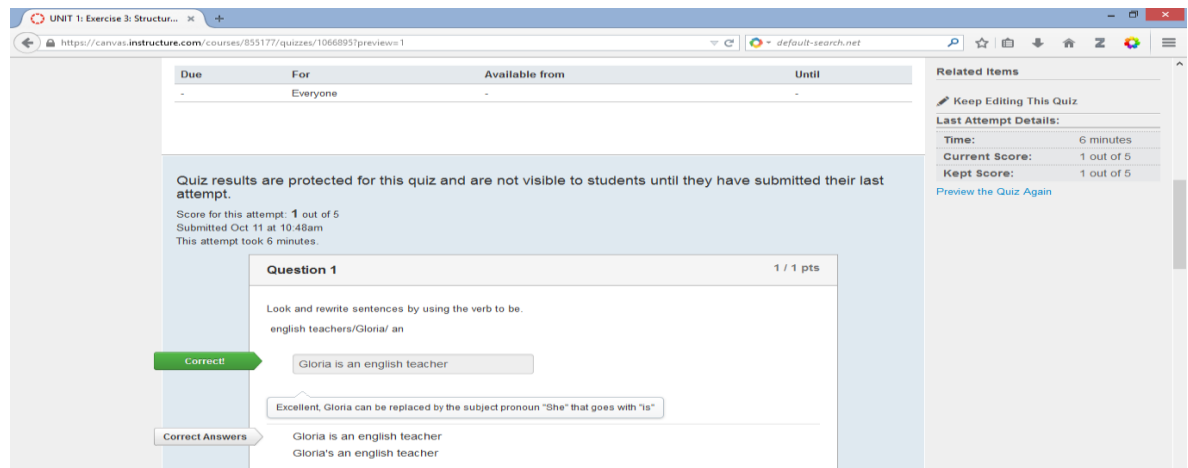 UNIT 1: Exercise 3: Structur...
https://canvas.instructure.com/courses/855177/quizzes/1066895?preview=1
default-search.net
Due For Available from Until
- Everyone - -
Related Items
Keep Editing This Quiz
Last Attempt Details:
Time: 6 minutes
Current Score: 1 out of 5
Kept Score: 1 out of 5
Preview the Quiz Again
Quiz results are protected for this quiz and are not visible to students until they have submitted their last
attempt.
Score for this attempt: 1 out of 5
Submitted Oct 11 at 10:48am
This attempt took 6 minutes.
Question 1 1 / 1 pts
Look and rewrite sentences by using the verb to be.
english teachers/Gloria/ an
Correct!
Gloria is an english teacher
Excellent, Gloria can be replaced by the subject pronoun "She" that goes with "is"
Correct Answers
Gloria is an english teacher
Gloria's an english teacher